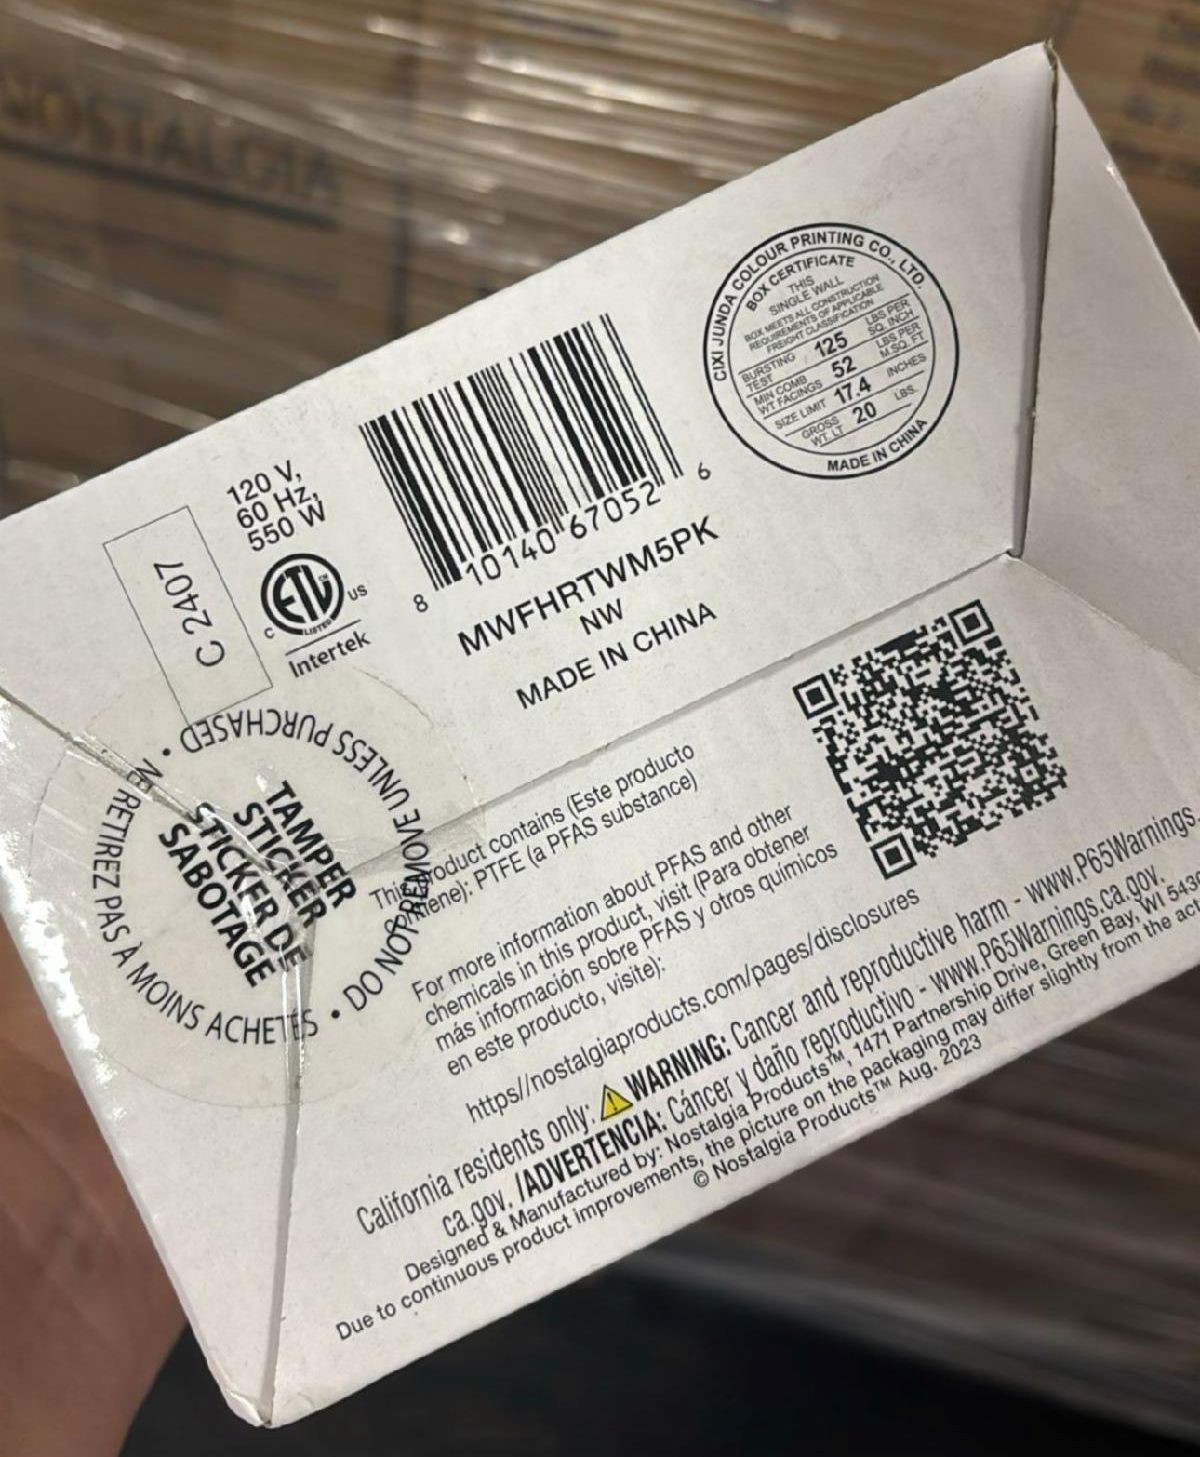 NOSTALGIA
CIXI JUNDA COLOUR PRINTING CO., LTD.
BOX CERTIFICATE
THIS
SINGLE WALL
BOX MEETS ALL CONSTRUCTION
REQUIREMENTS OF APPLICABLE
FREIGHT CLASSIFICATION
BURSTING TEST 125 LBS PER SQ. INCH
MIN COMB WT FACINGS 52 LBS PER M.SQ. FT
SIZE LIMIT 17.4 INCHES
GROSS WT. LT 20 LBS.
MADE IN CHINA
120 V,
60 Hz,
550 W
C 2407
ETL CM
LISTED
C US
Intertek
8 10140 67052 6
MWFHRTWM5PK
NW
MADE IN CHINA
TAMPER
STICKER
STICKER DE
SABOTAGE
• DO NOT REMOVE UNLESS PURCHASED •
NE RETIREZ PAS À MOINS ACHETÉS
This product contains (Este producto
contiene): PTFE (a PFAS substance)
For more information about PFAS and other
chemicals in this product, visit (Para obtener
más información sobre PFAS y otros quimicos
en este producto, visite):
https//nostalgiaproducts.com/pages/disclosures
California residents only: WARNING: Cancer and reproductive harm - www.P65Warnings.
ca.gov. /ADVERTENCIA: Cáncer y daño reproductivo - www.P65Warnings.ca.gov.
Designed & Manufactured by: Nostalgia Products™, 1471 Partnership Drive, Green Bay, WI 5430
Due to continuous product improvements, the picture on the packaging may differ slightly from the act
© Nostalgia Products™ Aug. 2023